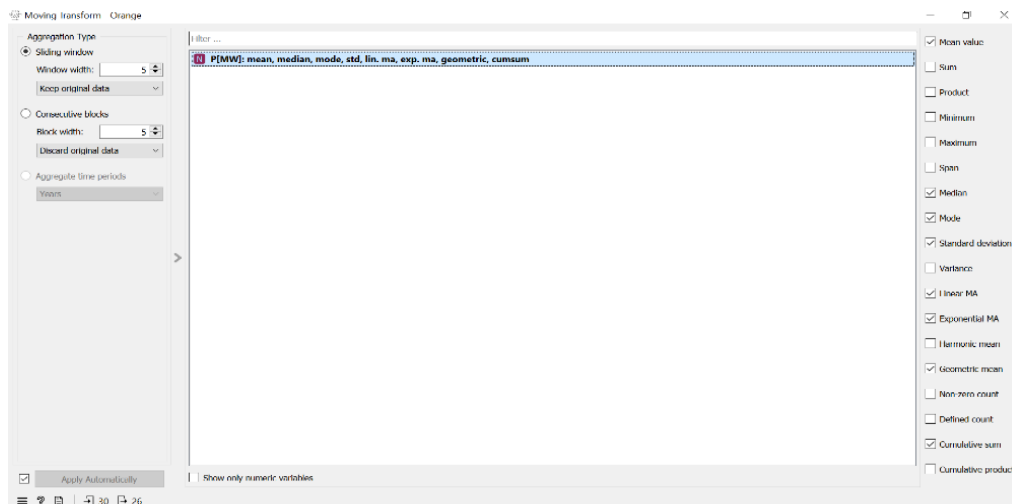 Moving Transform - Orange
Aggregation Type
Sliding window
Window width: 5
Keep original data
Consecutive blocks
Block width: 5
Discard original data
Aggregate time periods
Years
Apply Automatically
30 26
Filter ...
N P[MW]: mean, median, mode, std, lin. ma, exp. ma, geometric, cumsum
Show only numeric variables
Mean value
Sum
Product
Minimum
Maximum
Span
Median
Mode
Standard deviation
Variance
Linear MA
Exponential MA
Harmonic mean
Geometric mean
Non-zero count
Defined count
Cumulative sum
Cumulative product